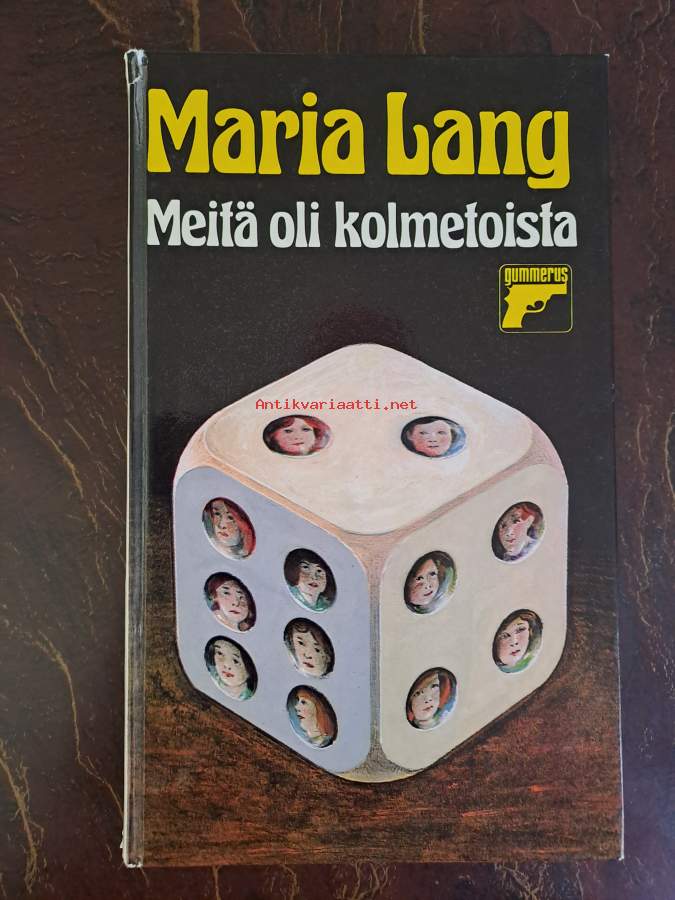 Maria Lang
Meitä oli kolmetoista
gummerus
Antikvariaatti.net